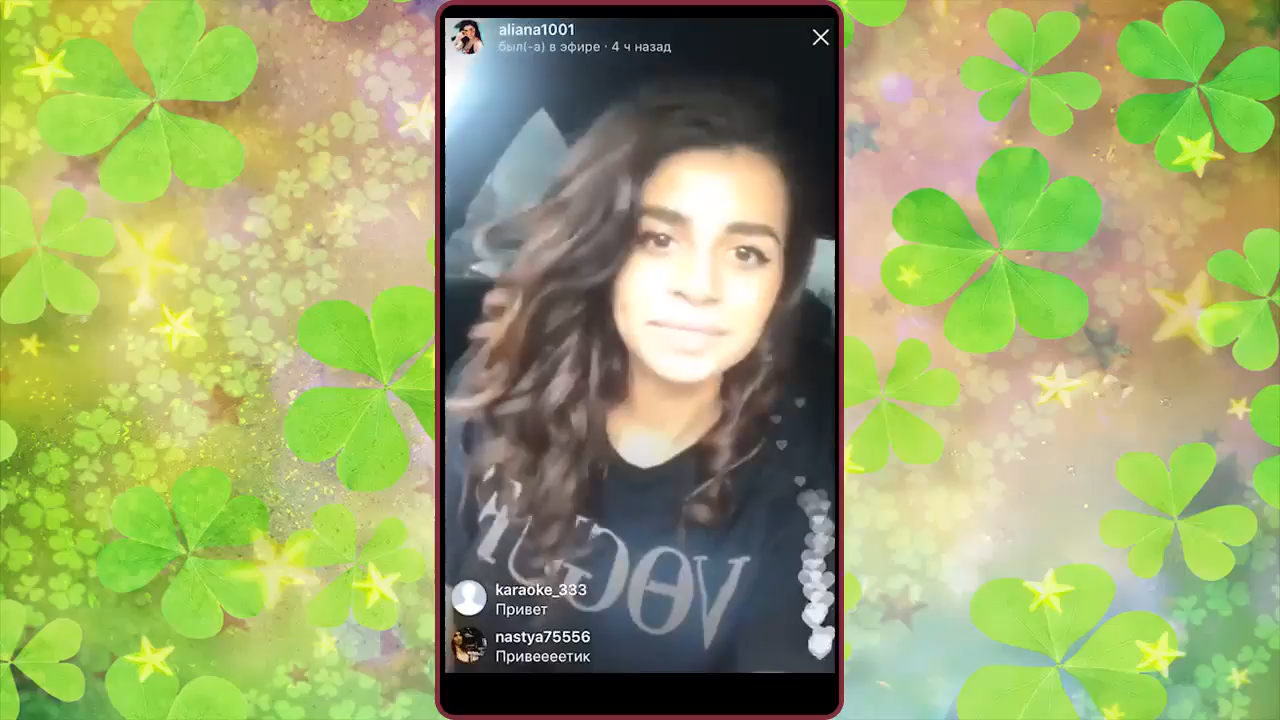 aliana1001
был(-а) в эфире · 4 ч назад
karaoke_333
Привет
nastya75556
Привеееетик